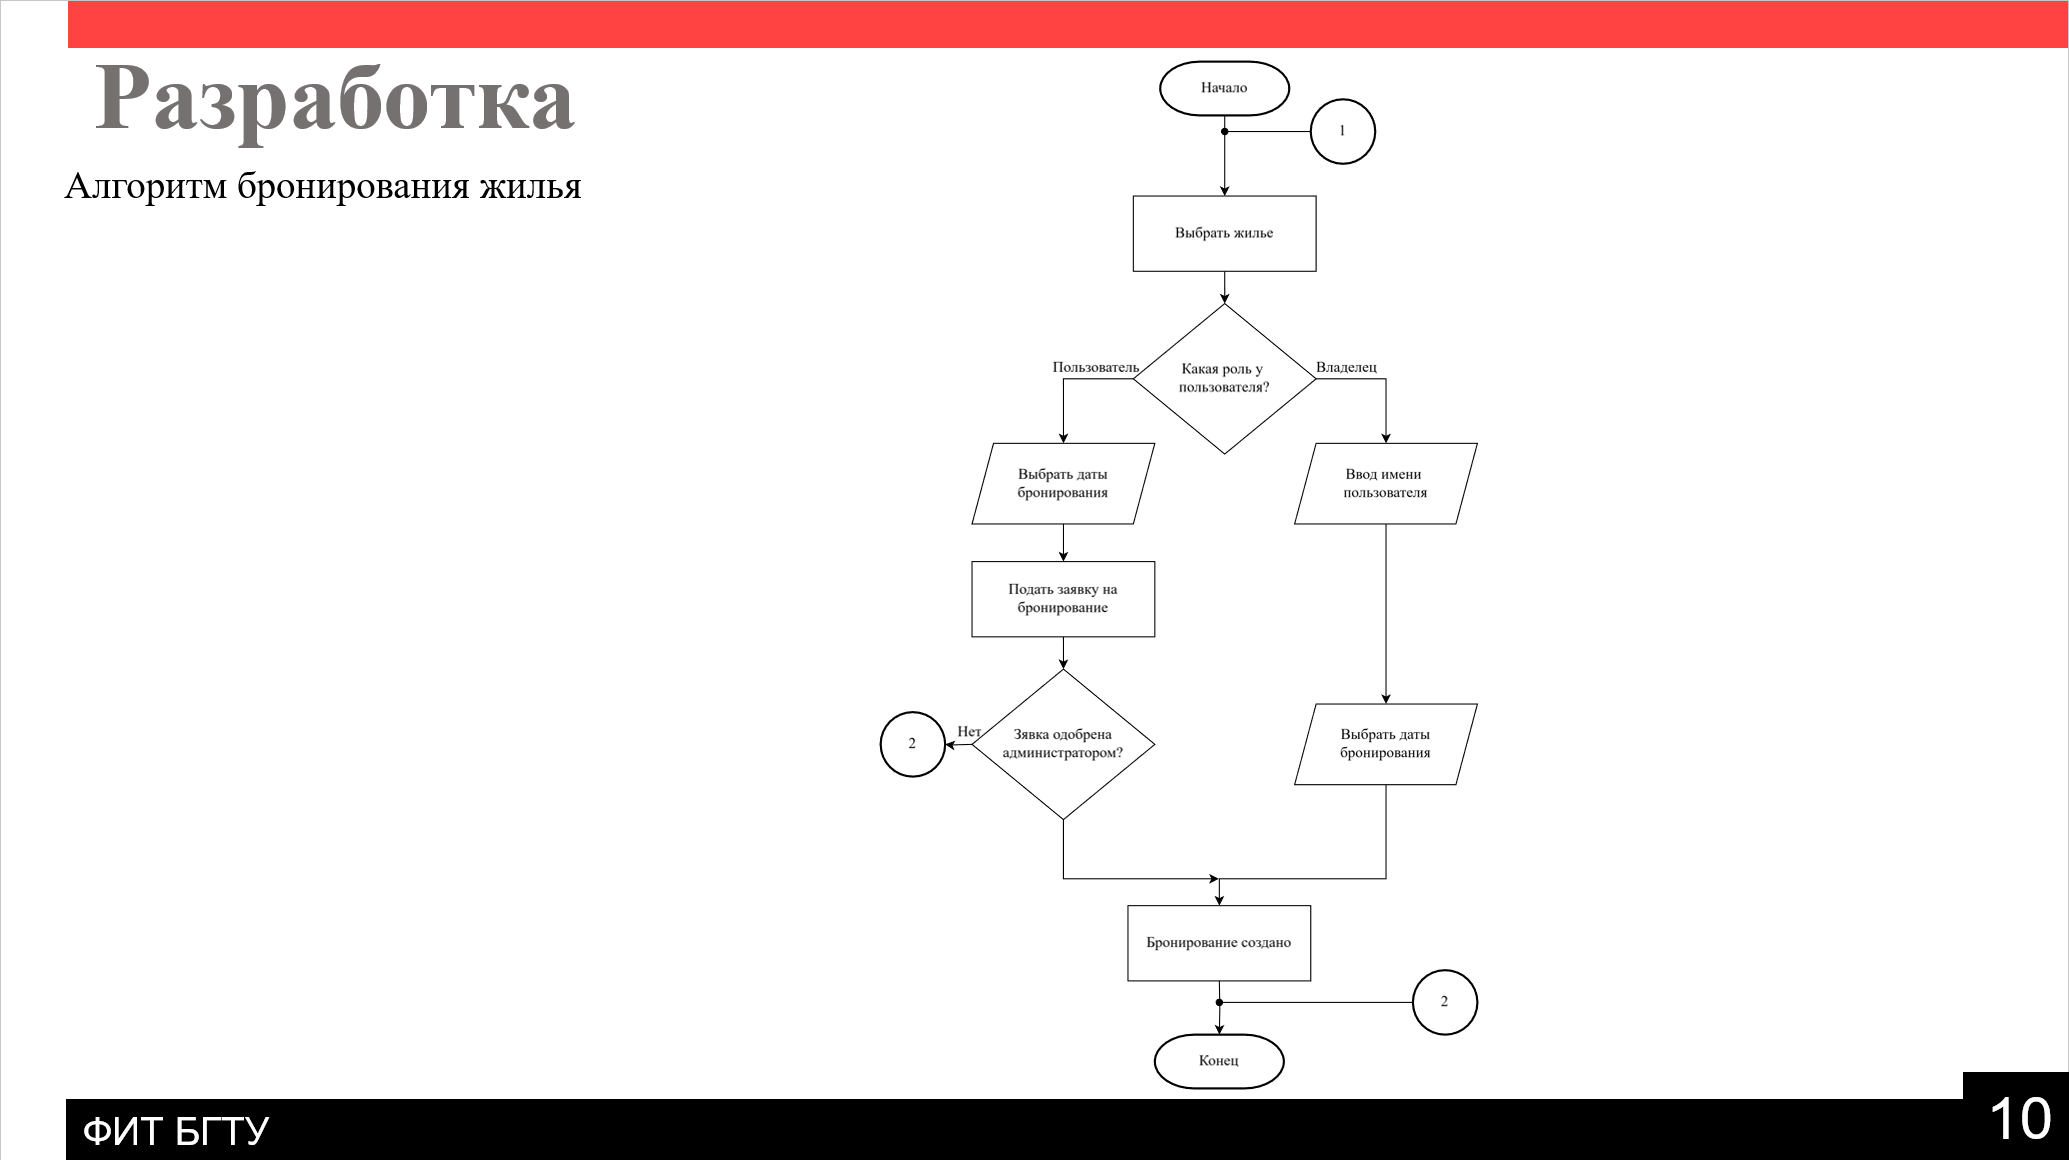 Разработка
Алгоритм бронирования жилья
Начало
1
Выбрать жилье
Пользователь
Какая роль у
пользователя?
Владелец
Выбрать даты
бронирования
Ввод имени
пользователя
Подать заявку на
бронирование
2
Нет
Зявка одобрена
администратором?
Выбрать даты
бронирования
Бронирование создано
2
Конец
ФИТ БГТУ
10